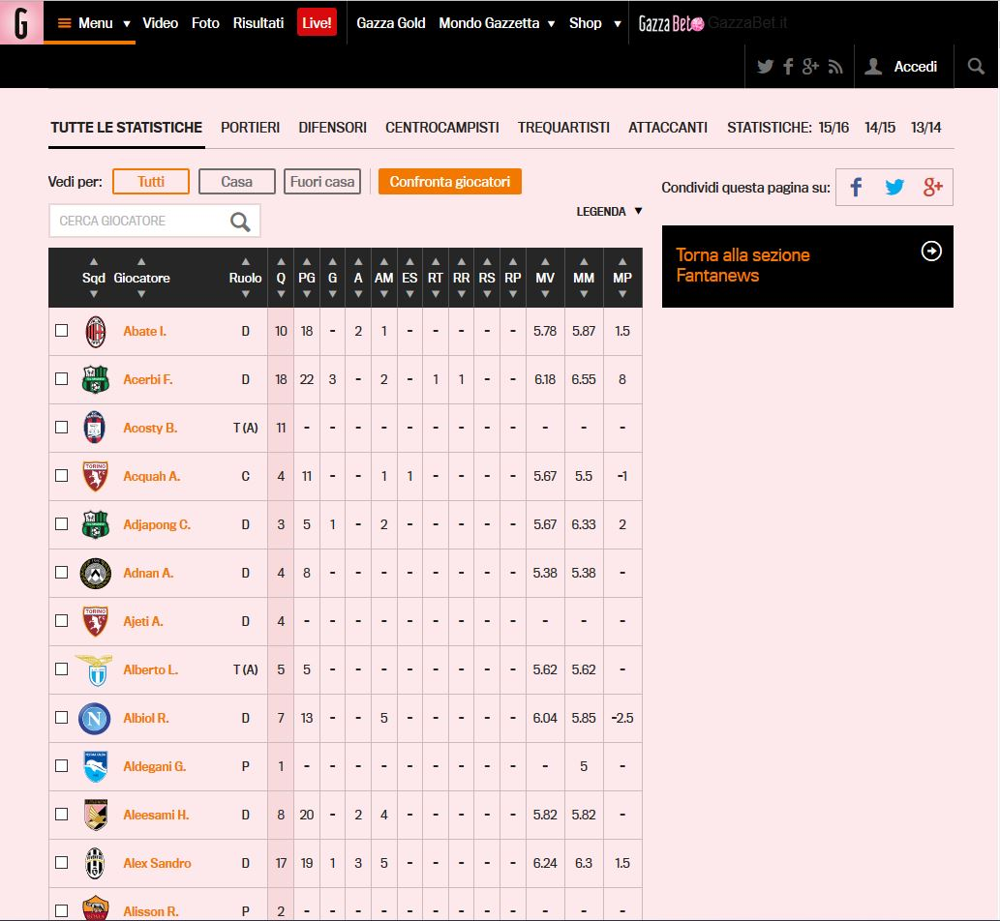 G Menu ▼ Video Foto Risultati Live! Gazza Gold Mondo Gazzetta ▼ Shop ▼ Gazza Bet GazzaBet.it
Accedi
TUTTE LE STATISTICHE PORTIERI DIFENSORI CENTROCAMPISTI TREQUARTISTI ATTACCANTI STATISTICHE: 15/16 14/15 13/14
Vedi per: Tutti Casa Fuori casa Confronta giocatori
Condividi questa pagina su: f g+
CERCA GIOCATORE
LEGENDA ▼
Torna alla sezione
Fantanews
Sqd Giocatore Ruolo Q PG G A AM ES RT RR RS RP MV MM MP
Abate I. D 10 18 - 2 1 - - - - - 5.78 5.87 1.5
Acerbi F. D 18 22 3 - 2 - 1 1 - - 6.18 6.55 8
Acosty B. T (A) 11 - - - - - - - - - - - -
TORINO FC Acquah A. C 4 11 - - 1 1 - - - - 5.67 5.5 -1
Adjapong C. D 3 5 1 - 2 - - - - - 5.67 6.33 2
Adnan A. D 4 8 - - - - - - - - 5.38 5.38 -
TORINO FC Ajeti A. D 4 - - - - - - - - - - - -
Alberto L. T (A) 5 5 - - - - - - - - 5.62 5.62 -
N Albiol R. D 7 13 - - 5 - - - - - 6.04 5.85 -2.5
Aldegani G. P 1 - - - - - - - - - - 5 -
Aleesami H. D 8 20 - 2 4 - - - - - 5.82 5.82 -
Alex Sandro D 17 19 1 3 5 - - - - - 6.24 6.3 1.5
Alisson R. P 2 - - - - - - - - - - - -